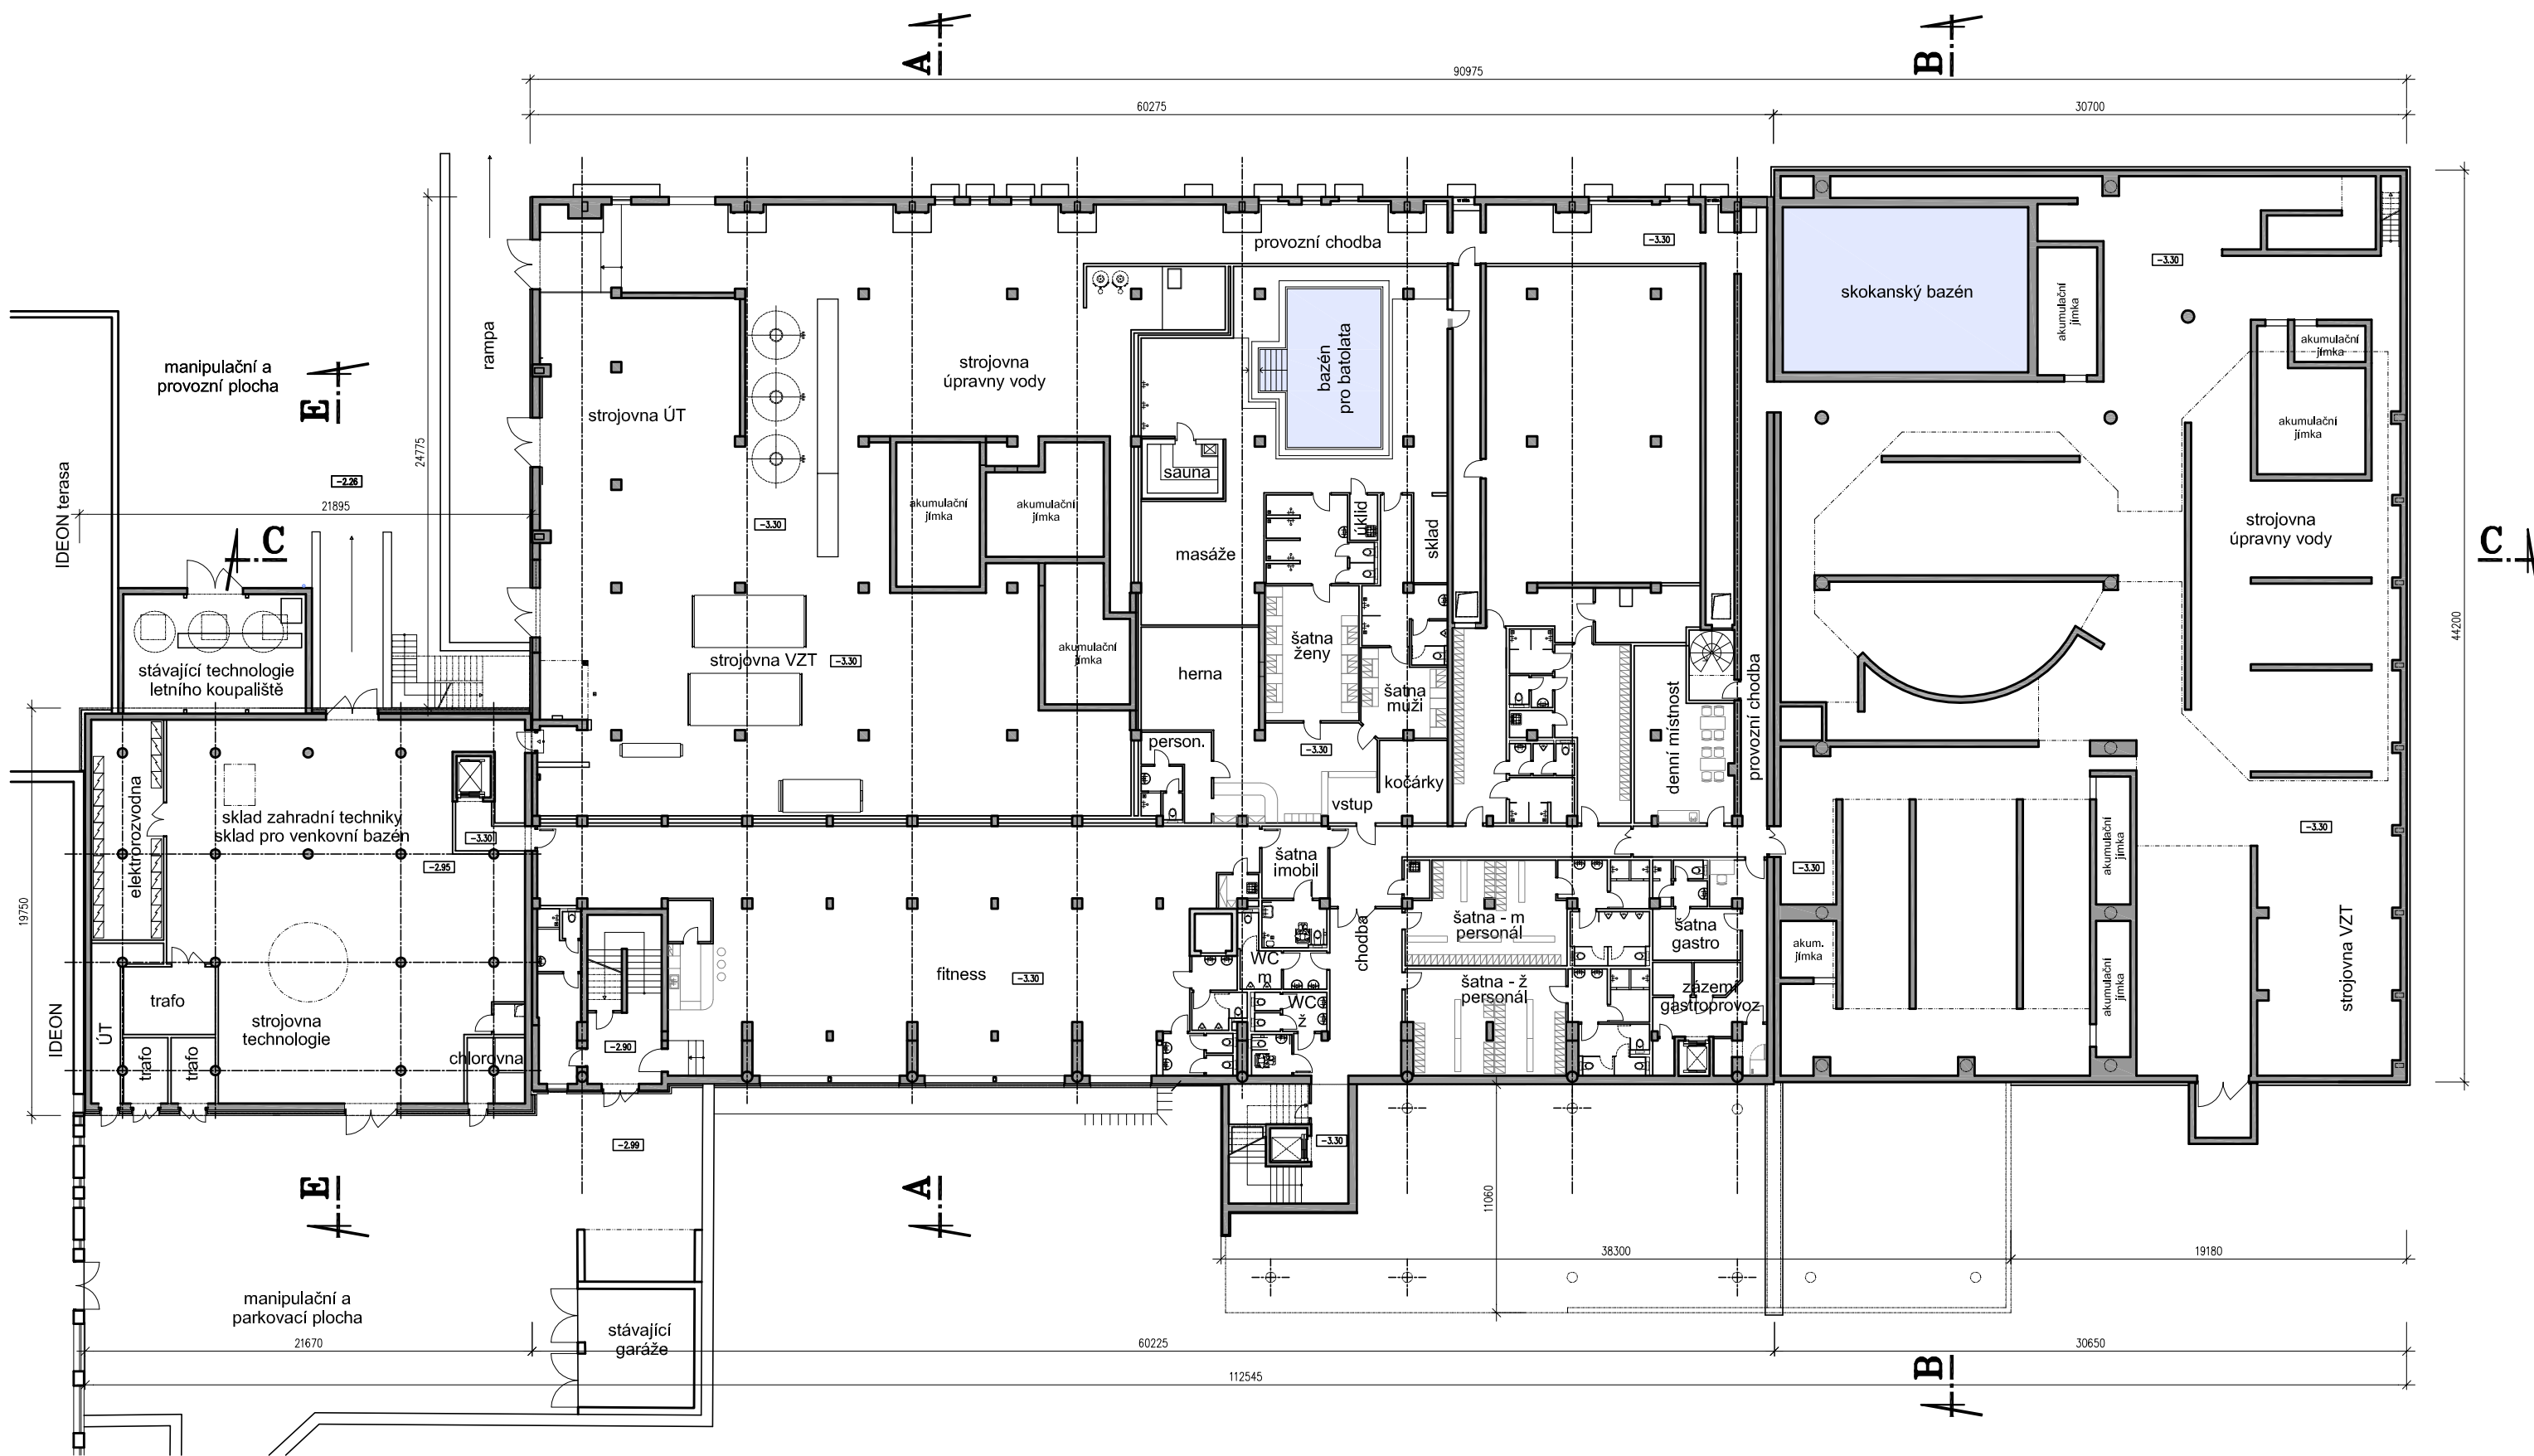 A
B
90975
60275
30700
provozní chodba
-3.30
skokanský bazén
akumulační
jímka
-3.30
rampa
manipulační a
provozní plocha
E
strojovna
úpravny vody
bazén
pro batolata
akumulační
jímka
strojovna ÚT
24775
akumulační
jímka
sauna
IDEON terasa
-2.26
21895
akumulační
jímka
akumulační
jímka
-3.30
úklid
sklad
strojovna
úpravny vody
C
C
masáže
stávající technologie
letního koupaliště
strojovna VZT
-3.30
akumulační
jímka
herna
šatna
ženy
šatna
muži
44200
denní místnost
provozní chodba
person.
-3.30
kočárky
vstup
elektrorozvodna
sklad zahradní techniky
sklad pro venkovní bazén
-3.30
-2.95
-3.30
šatna
imobil
-3.30
akumulační
jímka
19750
chodba
šatna - m
personál
šatna
gastro
akum.
jímka
akumulační
jímka
strojovna VZT
WC
m
fitness
-3.30
šatna - ž
personál
zázemí
gastroprovoz
WC
ž
IDEON
ÚT
trafo
trafo
trafo
strojovna
technologie
chlorovna
-2.90
-2.99
-3.30
E
A
11060
38300
19180
manipulační a
parkovací plocha
stávající
garáže
21670
60225
30650
112545
B